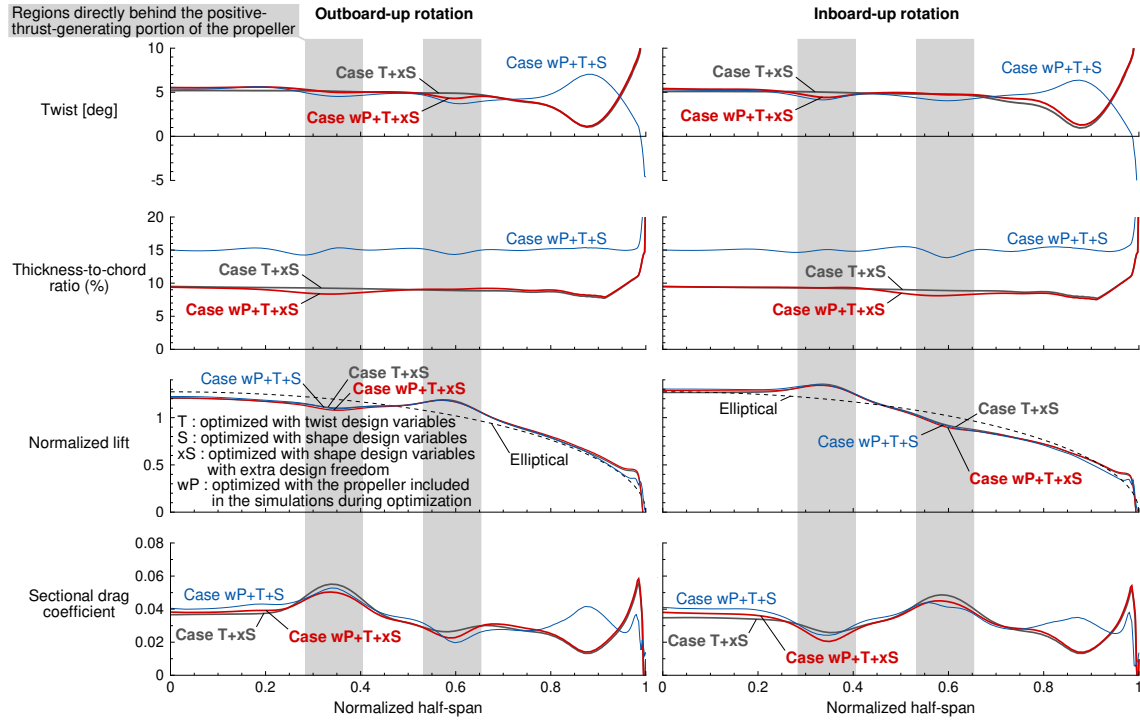 Regions directly behind the positive-
thrust-generating portion of the propeller
Outboard-up rotation
Inboard-up rotation
Twist [deg]
10
5
0
-5
Case T+xS
Case wP+T+S
Case wP+T+xS
Case T+xS
Case wP+T+S
Case wP+T+xS
Thickness-to-chord
ratio (%)
20
15
10
5
0
Case wP+T+S
Case T+xS
Case wP+T+xS
Case wP+T+S
Case T+xS
Case wP+T+xS
Normalized lift
1
0.5
0.0
Case wP+T+S
Case T+xS
Case wP+T+xS
T : optimized with twist design variables
S : optimized with shape design variables
xS : optimized with shape design variables
with extra design freedom
wP : optimized with the propeller included
in the simulations during optimization
Elliptical
Elliptical
Case T+xS
Case wP+T+S
Case wP+T+xS
Sectional drag
coefficient
0.08
0.06
0.04
0.02
0
Case wP+T+S
Case T+xS
Case wP+T+xS
Case wP+T+S
Case T+xS
Case wP+T+xS
0 0.2 0.4 0.6 0.8 1
0 0.2 0.4 0.6 0.8 1
Normalized half-span
Normalized half-span